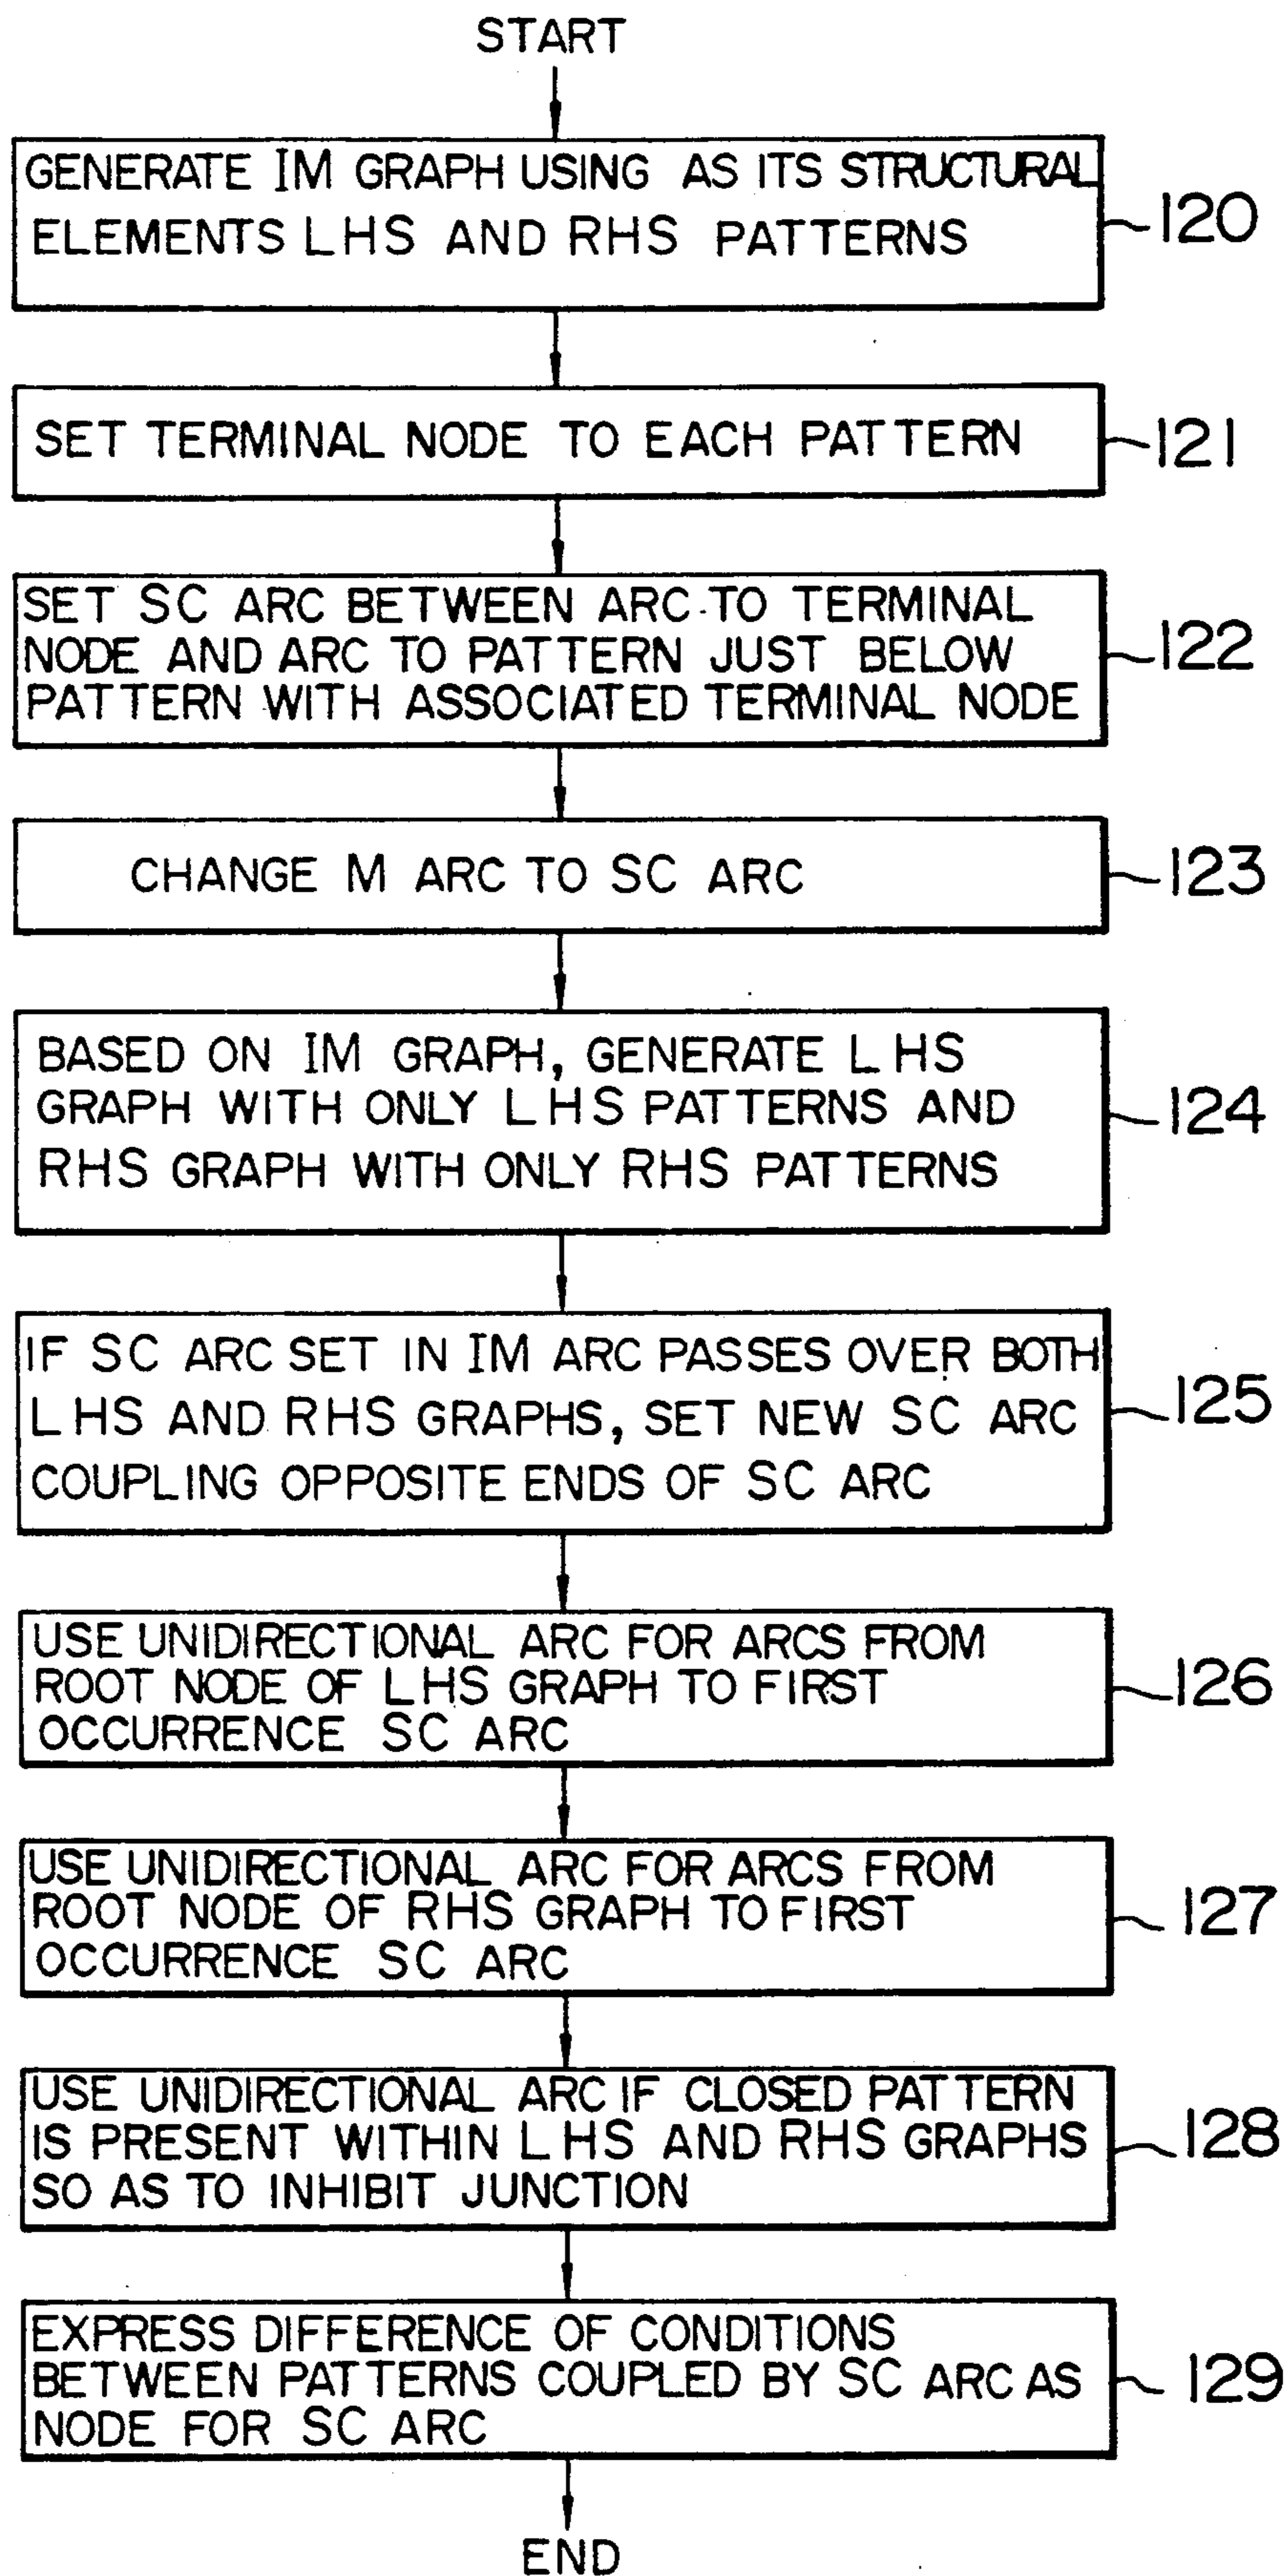 START
GENERATE IM GRAPH USING AS ITS STRUCTURAL
ELEMENTS LHS AND RHS PATTERNS
120
SET TERMINAL NODE TO EACH PATTERN
121
SET SC ARC BETWEEN ARC TO TERMINAL
NODE AND ARC TO PATTERN JUST BELOW
PATTERN WITH ASSOCIATED TERMINAL NODE
122
CHANGE M ARC TO SC ARC
123
BASED ON IM GRAPH, GENERATE LHS
GRAPH WITH ONLY LHS PATTERNS AND
RHS GRAPH WITH ONLY RHS PATTERNS
124
IF SC ARC SET IN IM ARC PASSES OVER BOTH
LHS AND RHS GRAPHS, SET NEW SC ARC
COUPLING OPPOSITE ENDS OF SC ARC
125
USE UNIDIRECTIONAL ARC FOR ARCS FROM
ROOT NODE OF LHS GRAPH TO FIRST
OCCURRENCE SC ARC
126
USE UNIDIRECTIONAL ARC FOR ARCS FROM
ROOT NODE OF RHS GRAPH TO FIRST
OCCURRENCE SC ARC
127
USE UNIDIRECTIONAL ARC IF CLOSED PATTERN
IS PRESENT WITHIN LHS AND RHS GRAPHS
SO AS TO INHIBIT JUNCTION
128
EXPRESS DIFFERENCE OF CONDITIONS
BETWEEN PATTERNS COUPLED BY SC ARC AS
NODE FOR SC ARC
129
END